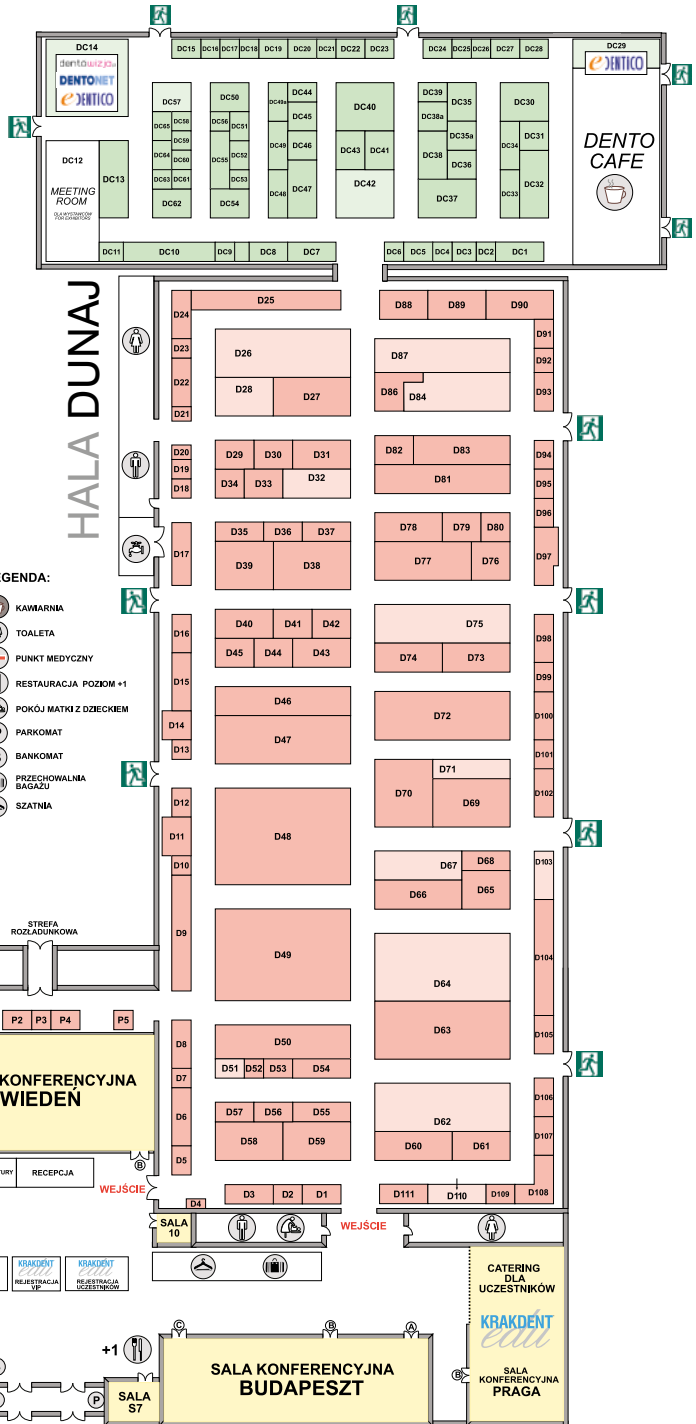 DC14
dentowizja
DENTONET
eDENTICO
DC15 DC16 DC17 DC18 DC19 DC20 DC21 DC22 DC23
DC24 DC25 DC26 DC27 DC28
DC29
eDENTICO
DC57
DC65 DC58
DC59
DC64 DC60
DC63 DC61
DC62
DC50
DC56 DC51
DC55 DC52
DC53
DC54
DC49a DC44
DC45
DC49 DC46
DC48 DC47
DC40
DC43 DC41
DC42
DC39 DC35
DC38a
DC35a
DC38 DC36
DC37
DC30
DC34 DC31
DC33 DC32
DC12
MEETING
ROOM
DLA WYSTAWCÓW
FOR EXHIBITORS
DC13
DENTO
CAFE
DC11 DC10 DC9 DC8 DC7
DC6 DC5 DC4 DC3 DC2 DC1
HALA DUNAJ
D24 D25
D23
D22
D21
D26
D28 D27
D88 D89 D90
D91
D92
D93
D87
D86 D84
D20
D19
D18
D29 D30 D31
D34 D33 D32
D82 D83
D81
D94
D95
D96
D97
D17
D35 D36 D37
D39 D38
D78 D79 D80
D77 D76
EGENDA:
KAWIARNIA
TOALETA
PUNKT MEDYCZNY
RESTAURACJA POZIOM +1
POKÓJ MATKI Z DZIECKIEM
PARKOMAT
BANKOMAT
PRZECHOWALNIA
BAGAŻU
SZATNIA
D16
D15
D14
D13
D40 D41 D42
D45 D44 D43
D75
D74 D73
D98
D99
D100
D101
D102
D46
D47
D72
D70 D71
D69
D12
D11
D10
D9
D48
D67 D68
D66 D65
D103
D104
D105
D49
D64
D63
STREFA
ROZŁADUNKOWA
P2 P3 P4 P5
D8
D7
D6
D5
D50
D51 D52 D53 D54
D57 D56 D55
D58 D59
D62
D60 D61
D106
D107
D108
KONFERENCYJNA
WIEDEŃ
B
TURY
RECEPCJA
WEJŚCIE
D4 D3 D2 D1
D111 D110 D109
SALA
10
WEJŚCIE
KRAKDENT
edu
REJESTRACJA
VIP
KRAKDENT
edu
REJESTRACJA
UCZESTNIKÓW
CATERING
DLA
UCZESTNIKÓW
KRAKDENT
edu
SALA
KONFERENCYJNA
PRAGA
B
C B A
+1
P
SALA
S7
SALA KONFERENCYJNA
BUDAPESZT